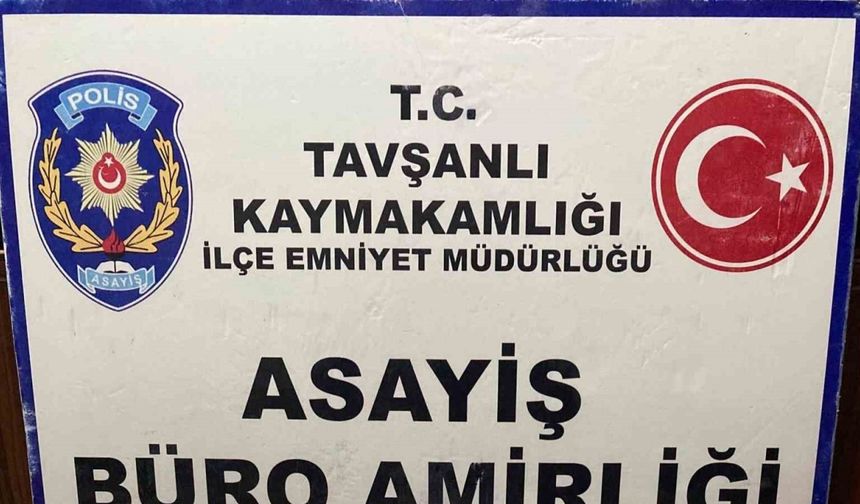 POLİS
ASAYİŞ
T.C.
TAVŞANLI
KAYMAKAMLIĞI
İLÇE EMNİYET MÜDÜRLÜĞÜ
ASAYİŞ
BÜRO AMİRLİĞİ